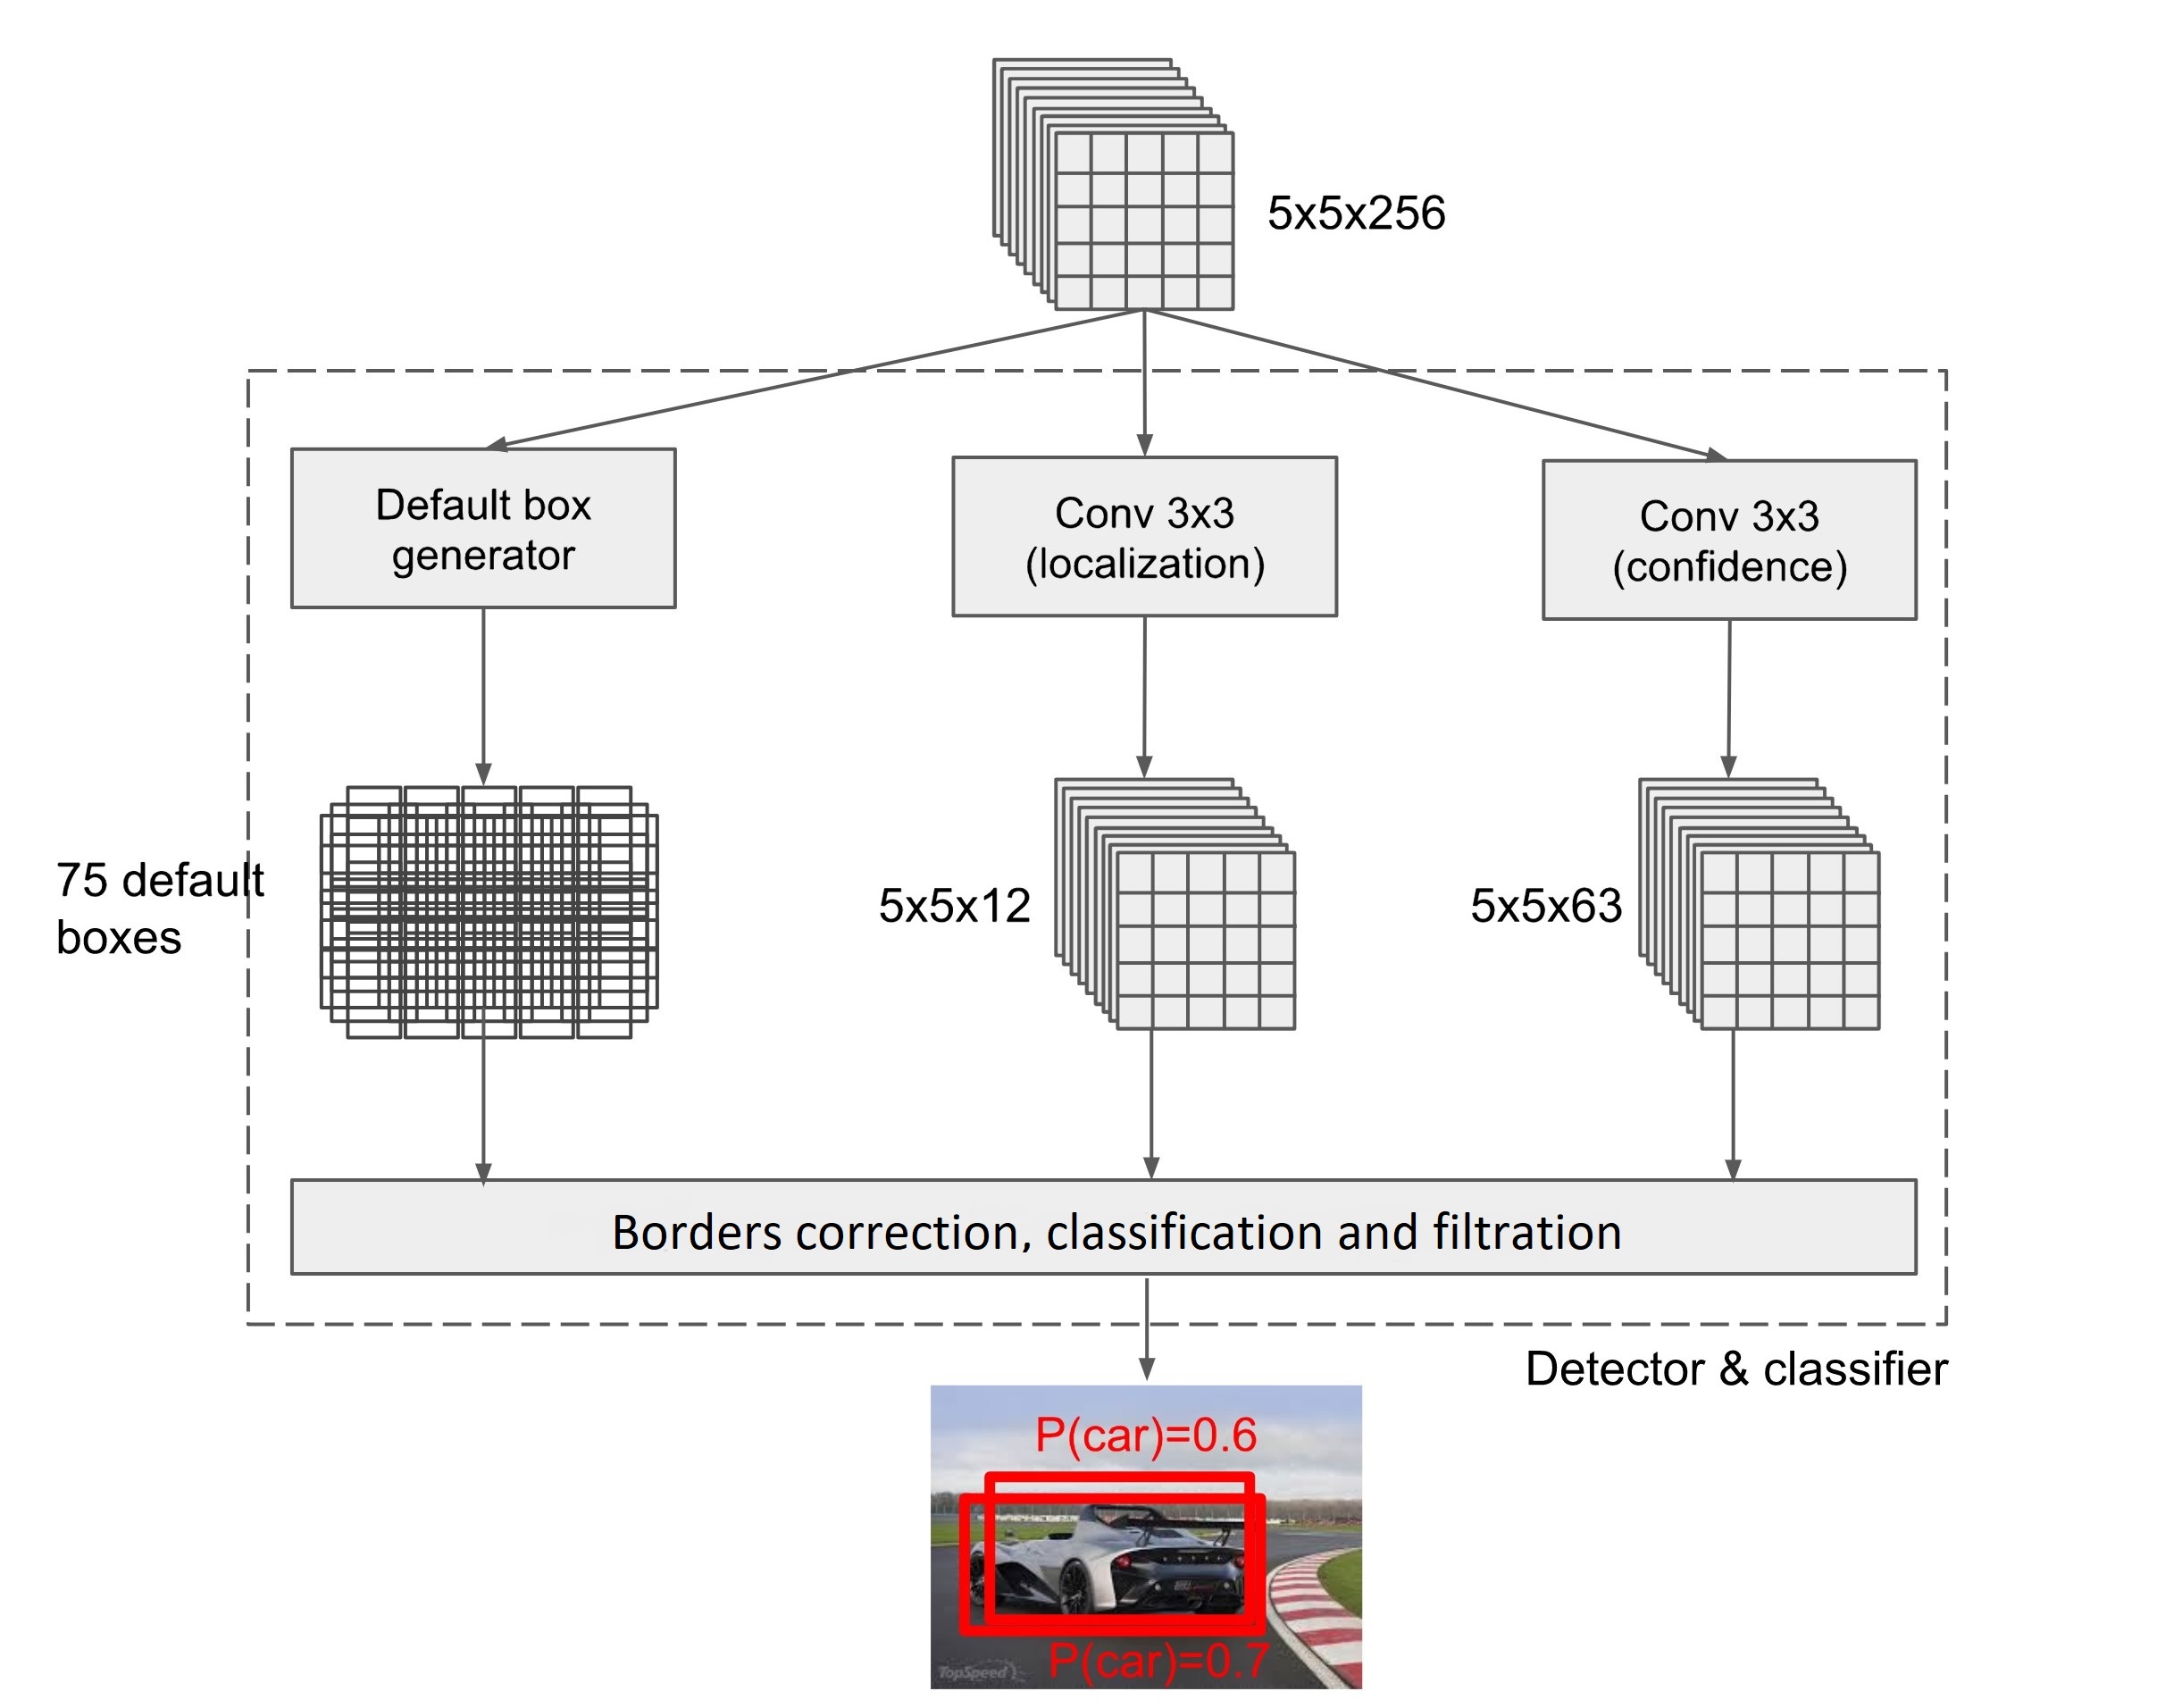 5x5x256
Default box
generator
Conv 3x3
(localization)
Conv 3x3
(confidence)
75 default
boxes
5x5x12
5x5x63
Borders correction, classification and filtration
Detector & classifier
P(car)=0.6
P(car)=0.7
TopSpeed